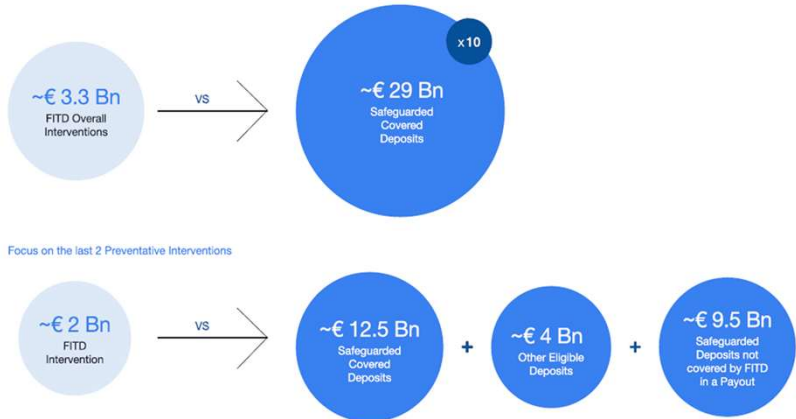 x10
~€ 3.3 Bn
FITD Overall
Interventions
VS
~€ 29 Bn
Safeguarded
Covered
Deposits
Focus on the last 2 Preventative Interventions
~€ 2 Bn
FITD
Intervention
VS
~€ 12.5 Bn
Safeguarded
Covered
Deposits
+
~€ 4 Bn
Other Eligible
Deposits
+
~€ 9.5 Bn
Safeguarded
Deposits not
covered by FITD
in a Payout